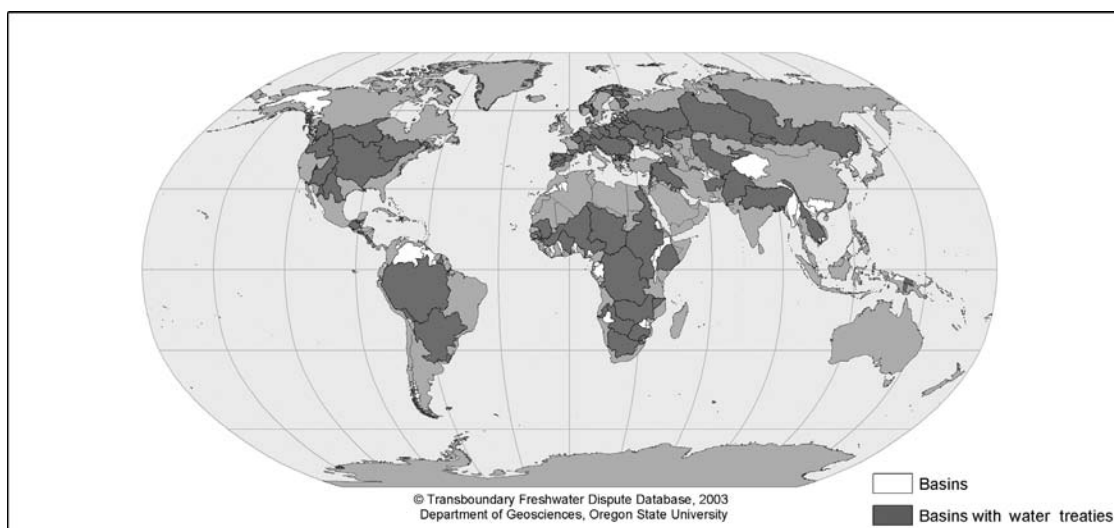 © Transboundary Freshwater Dispute Database, 2003
Department of Geosciences, Oregon State University
Basins
Basins with water treaties